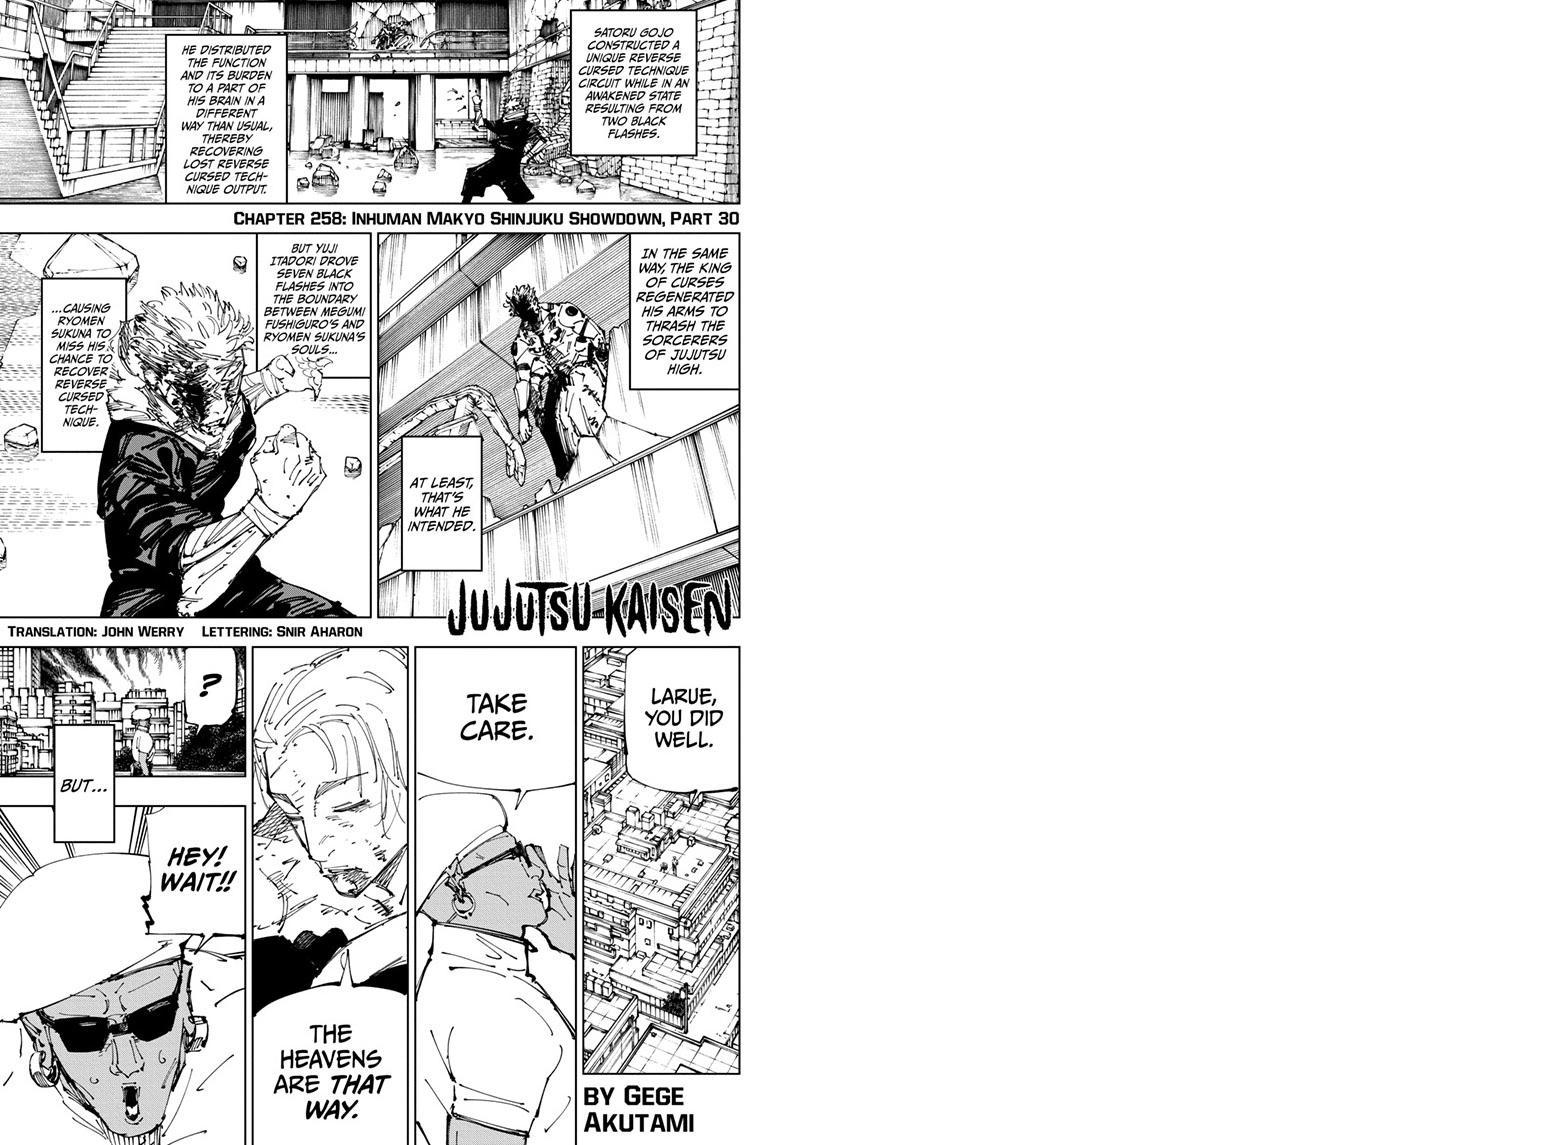 SATORU GOJO
CONSTRUCTED A
UNIQUE REVERSE
CURSED TECHNIQUE
CIRCUIT WHILE IN AN
AWAKENED STATE
RESULTING FROM
TWO BLACK
FLASHES.
HE DISTRIBUTED
THE FUNCTION
AND ITS BURDEN
TO A PART OF
HIS BRAIN IN A
DIFFERENT
WAY THAN USUAL,
THEREBY
RECOVERING
LOST REVERSE
CURSED TECH-
NIQUE OUTPUT.
CHAPTER 258: INHUMAN MAKYO SHINJUKU SHOWDOWN, PART 30
IN THE SAME
WAY, THE KING
OF CURSES
REGENERATED
HIS ARMS TO
THRASH THE
SORCERERS
OF JUJUTSU
HIGH.
AT LEAST,
THAT'S
WHAT HE
INTENDED.
BUT YUJI
ITADORI DROVE
SEVEN BLACK
FLASHES INTO
THE BOUNDARY
BETWEEN MEGUMI
FUSHIGURO'S AND
RYOMEN SUKUNA'S
SOULS...
...CAUSING
RYOMEN
SUKUNA TO
MISS HIS
CHANCE TO
RECOVER
REVERSE
CURSED
TECH-
NIQUE.
JUJUTSU KAISEN
TRANSLATION: JOHN WERRY LETTERING: SNIR AHARON
LARUE,
YOU DID
WELL.
TAKE
CARE.
THE
HEAVENS
ARE THAT
WAY.
?
BUT...
HEY!
WAIT!!
BY GEGE
AKUTAMI